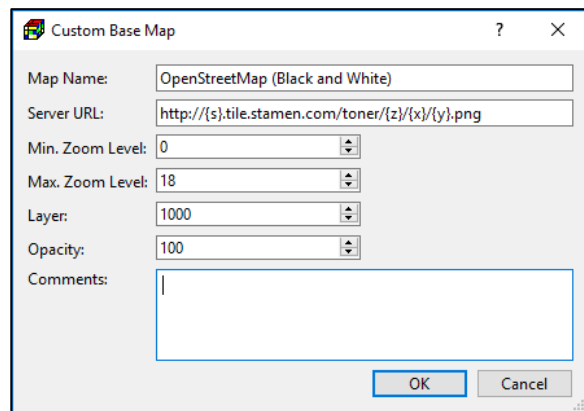 Custom Base Map ?
Map Name: OpenStreetMap (Black and White)
Server URL: http://{s}.tile.stamen.com/toner/{z}/{x}/{y}.png
Min. Zoom Level: 0
Max. Zoom Level: 18
Layer: 1000
Opacity: 100
Comments:
OK Cancel